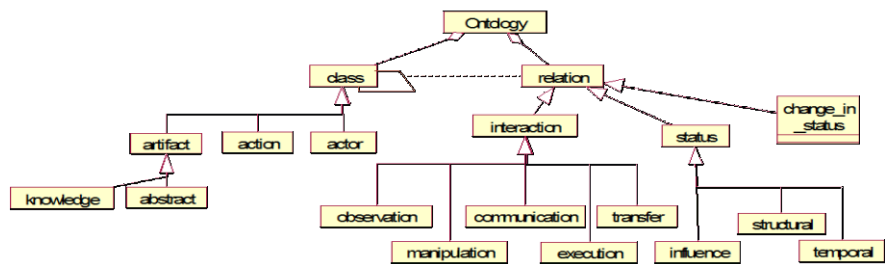 Ontology
class
relation
change_in
_status
interaction
status
artifact
action
actor
knowledge
abstract
observation
communication
transfer
structural
manipulation
execution
influence
temporal